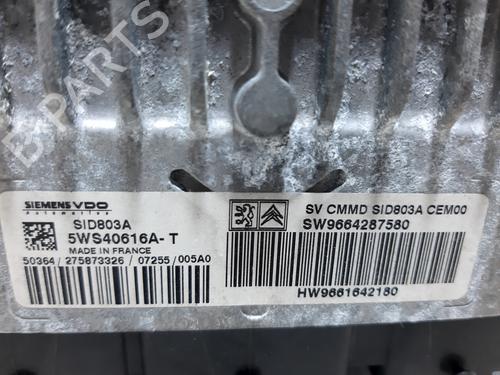 B-PARTS
SIEMENS VDO
Automotive
SID803A
5WS40616A-T
MADE IN FRANCE
50364/275873326/07255/005A0
SV CMMD SID803A CEM00
SW9664287580
HW9661642180